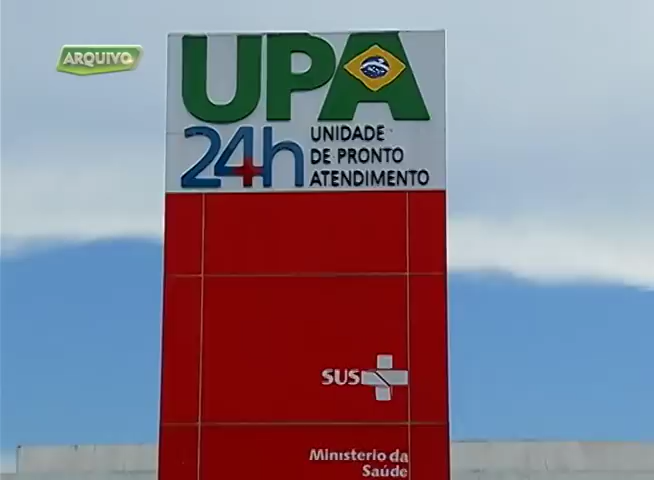 ARQUIVO
UPA
24h
UNIDADE
DE PRONTO
ATENDIMENTO
SUS
Ministerio da
Saúde